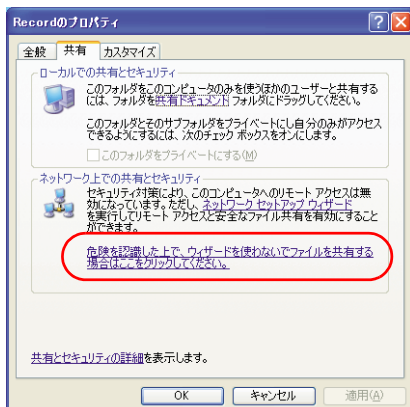 Recordのプロパティ
全般 共有 カスタマイズ
ローカルでの共有とセキュリティ
このフォルダをこのコンピュータのみを使うほかのユーザーと共有する
には、フォルダを共有ドキュメント フォルダにドラッグしてください。
このフォルダとそのサブフォルダをプライベートにし自分のみがアクセス
できるようにするには、次のチェック ボックスをオンにします。
このフォルダをプライベートにする(M)
ネットワーク上での共有とセキュリティ
セキュリティ対策により、このコンピュータへのリモート アクセスは無
効になっています。ただし、ネットワーク セットアップ ウィザード
を実行してリモート アクセスと安全なファイル共有を有効にすること
ができます。
危険を認識した上で、ウィザードを使わないでファイルを共有する
場合はここをクリックしてください。
共有とセキュリティの詳細を表示します。
OK キャンセル 適用(A)